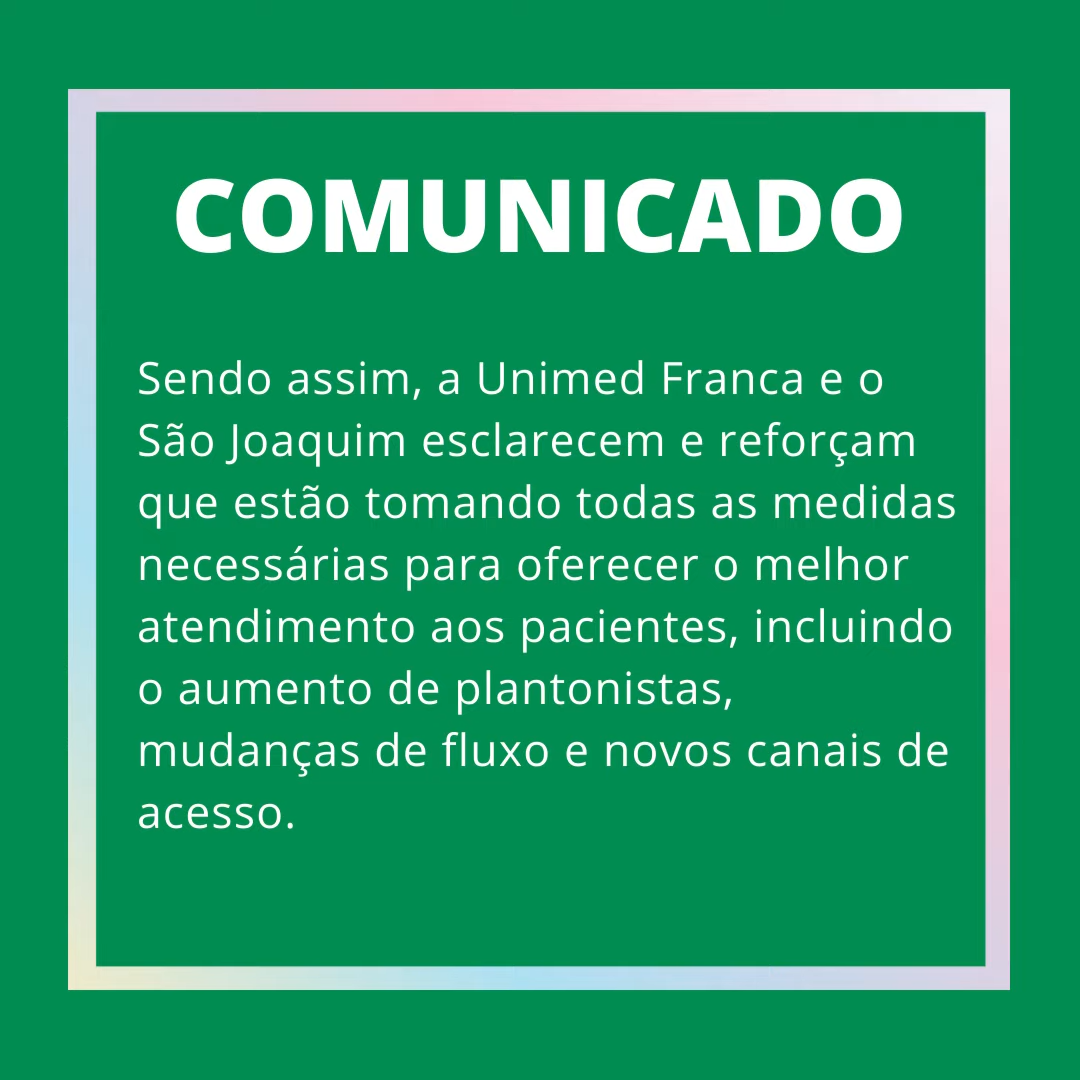 COMUNICADO
Sendo assim, a Unimed Franca e o
São Joaquim esclarecem e reforçam
que estão tomando todas as medidas
necessárias para oferecer o melhor
atendimento aos pacientes, incluindo
o aumento de plantonistas,
mudanças de fluxo e novos canais de
acesso.